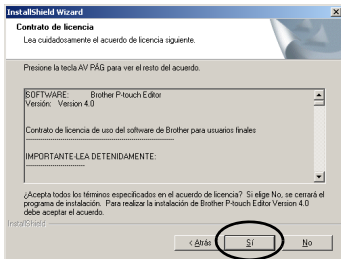 InstallShield Wizard
Contrato de licencia
Lea cuidadosamente el acuerdo de licencia siguiente.
Presione la tecla AV PÁG para ver el resto del acuerdo.
SOFTWARE: Brother P-touch Editor
Versión: Version 4.0
Contrato de licencia de uso del software de Brother para usuarios finales
--------------------------------------------------
IMPORTANTE-LEA DETENIDAMENTE:
--------------------
¿Acepta todos los términos especificados en el acuerdo de licencia? Si elige No, se cerrará el
programa de instalación. Para realizar la instalación de Brother P-touch Editor Version 4.0
debe aceptar el acuerdo.
InstallShield
< Atrás Sí No